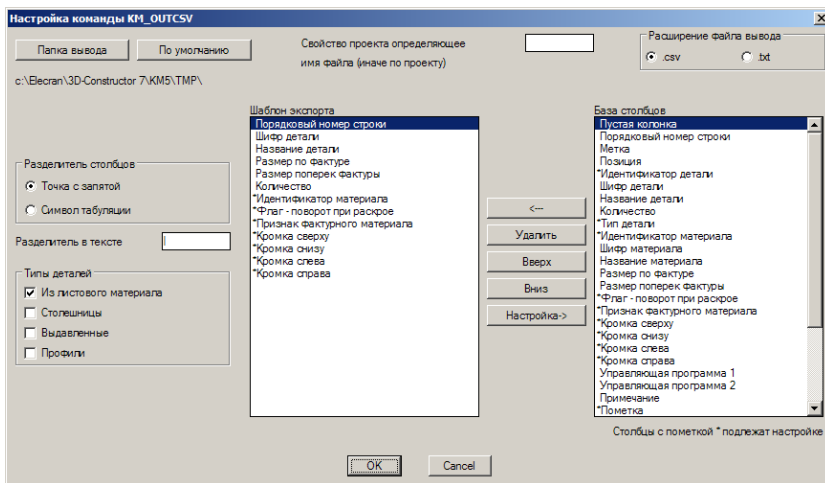 Настройка команды KM_OUTCSV
Папка вывода
По умолчанию
Свойство проекта определяющее
имя файла (иначе по проекту)
Расширение файла вывода
.csv
.txt
c:\Elecran\3D-Constructor 7\KM5\TMP\
Шаблон экспорта
Порядковый номер строки
Шифр детали
Название детали
Размер по фактуре
Размер поперек фактуры
Количество
*Идентификатор материала
*Флаг - поворот при раскрое
*Признак фактурного материала
*Кромка сверху
*Кромка снизу
*Кромка слева
*Кромка справа
База столбцов
Пустая колонка
Порядковый номер строки
Метка
Позиция
*Идентификатор детали
Шифр детали
Название детали
Количество
*Тип детали
*Идентификатор материала
Шифр материала
Название материала
Размер по фактуре
Размер поперек фактуры
*Флаг - поворот при раскрое
*Признак фактурного материала
*Кромка сверху
*Кромка снизу
*Кромка слева
*Кромка справа
Управляющая программа 1
Управляющая программа 2
Примечание
*Пометка
Разделитель столбцов
Точка с запятой
Символ табуляции
Разделитель в тексте
Типы деталей
Из листового материала
Столешницы
Выдавленные
Профили
<---
Удалить
Вверх
Вниз
Настройка->
Столбцы с пометкой * подлежат настройке
OK
Cancel